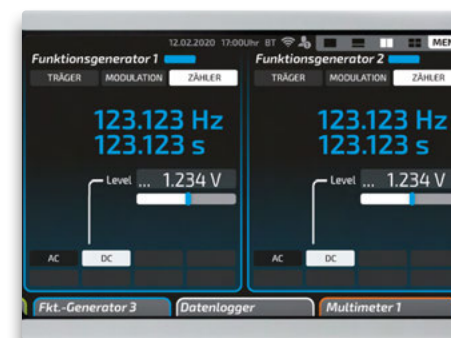 12.02.2020 17:00Uhr BT MEN
Funktionsgenerator 1
TRÄGER MODULATION ZÄHLER
123.123 Hz
123.123 s
Level ... 1.234 V
AC DC
Funktionsgenerator 2
TRÄGER MODULATION ZÄHLER
123.123 Hz
123.123 s
Level ... 1.234 V
AC DC
Fkt.-Generator 3 Datenlogger Multimeter 1